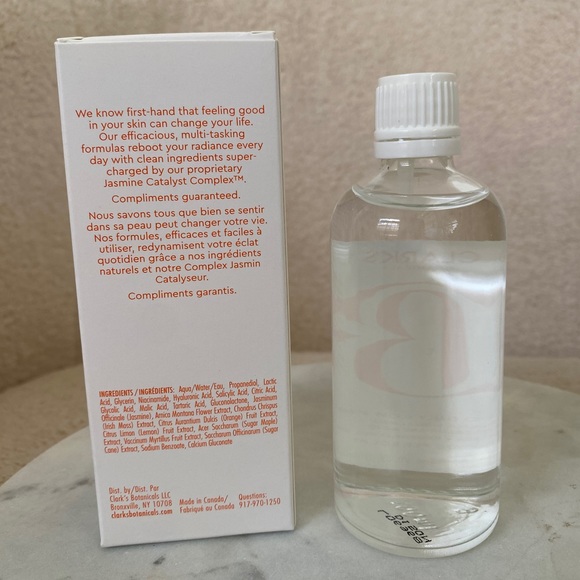 We know first-hand that feeling good
in your skin can change your life.
Our efficacious, multi-tasking
formulas reboot your radiance every
day with clean ingredients super-
charged by our proprietary
Jasmine Catalyst Complex™.
Compliments guaranteed.
Nous savons tous que bien se sentir
dans sa peau peut changer votre vie.
Nos formules, efficaces et faciles à
utiliser, redynamisent votre éclat
quotidien grâce a nos ingrédients
naturels et notre Complex Jasmin
Catalyseur.
Compliments garantis.
INGREDIENTS / INGRÉDIENTS: Aqua/Water/Eau, Propanediol, Lactic
Acid, Glycerin, Niacinamide, Hyaluronic Acid, Salicylic Acid, Citric Acid,
Glycolic Acid, Malic Acid, Tartaric Acid, Gluconolactone, Jasminum
Officinale (Jasmine), Arnica Montana Flower Extract, Chondrus Chrispus
(Irish Moss) Extract, Citrus Aurantium Dulcis (Orange) Fruit Extract,
Citrus Limon (Lemon) Fruit Extract, Acer Saccharum (Sugar Maple)
Extract, Vaccinum Myrtillus Fruit Extract, Saccharum Officinarum (Sugar
Cane) Extract, Sodium Benzoate, Calcium Gluconate
Dist. by/Dist. Par
Clark's Botanicals LLC
Bronxville, NY 10708
clarksbotanicals.com
Made in Canada/
Fabriqué au Canada
Questions:
917-970-1250